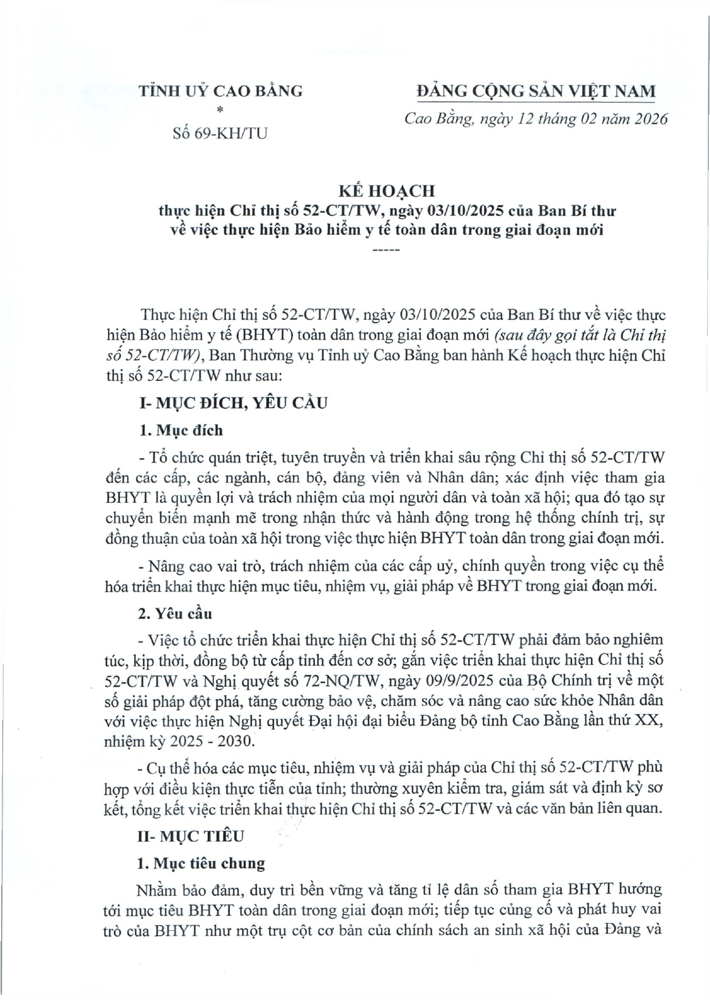 TỈNH UỶ CAO BẰNG
*
Số 69-KH/TU
ĐẢNG CỘNG SẢN VIỆT NAM
Cao Bằng, ngày 12 tháng 02 năm 2026
KẾ HOẠCH
thực hiện Chỉ thị số 52-CT/TW, ngày 03/10/2025 của Ban Bí thư
về việc thực hiện Bảo hiểm y tế toàn dân trong giai đoạn mới
-----
Thực hiện Chỉ thị số 52-CT/TW, ngày 03/10/2025 của Ban Bí thư về việc thực
hiện Bảo hiểm y tế (BHYT) toàn dân trong giai đoạn mới (sau đây gọi tắt là Chỉ thị
số 52-CT/TW), Ban Thường vụ Tỉnh uỷ Cao Bằng ban hành Kế hoạch thực hiện Chỉ
thị số 52-CT/TW như sau:
I- MỤC ĐÍCH, YÊU CẦU
1. Mục đích
- Tổ chức quán triệt, tuyên truyền và triển khai sâu rộng Chỉ thị số 52-CT/TW
đến các cấp, các ngành, cán bộ, đảng viên và Nhân dân; xác định việc tham gia
BHYT là quyền lợi và trách nhiệm của mọi người dân và toàn xã hội; qua đó tạo sự
chuyển biến mạnh mẽ trong nhận thức và hành động trong hệ thống chính trị, sự
đồng thuận của toàn xã hội trong việc thực hiện BHYT toàn dân trong giai đoạn mới.
- Nâng cao vai trò, trách nhiệm của các cấp uỷ, chính quyền trong việc cụ thể
hóa triển khai thực hiện mục tiêu, nhiệm vụ, giải pháp về BHYT trong giai đoạn mới.
2. Yêu cầu
- Việc tổ chức triển khai thực hiện Chỉ thị số 52-CT/TW phải đảm bảo nghiêm
túc, kịp thời, đồng bộ từ cấp tỉnh đến cơ sở; gắn việc triển khai thực hiện Chỉ thị số
52-CT/TW và Nghị quyết số 72-NQ/TW, ngày 09/9/2025 của Bộ Chính trị về một
số giải pháp đột phá, tăng cường bảo vệ, chăm sóc và nâng cao sức khỏe Nhân dân
với việc thực hiện Nghị quyết Đại hội đại biểu Đảng bộ tỉnh Cao Bằng lần thứ XX,
nhiệm kỳ 2025 - 2030.
- Cụ thể hóa các mục tiêu, nhiệm vụ và giải pháp của Chỉ thị số 52-CT/TW phù
hợp với điều kiện thực tiễn của tỉnh; thường xuyên kiểm tra, giám sát và định kỳ sơ
kết, tổng kết việc triển khai thực hiện Chỉ thị số 52-CT/TW và các văn bản liên quan.
II- MỤC TIÊU
1. Mục tiêu chung
Nhằm bảo đảm, duy trì bền vững và tăng tỉ lệ dân số tham gia BHYT hướng
tới mục tiêu BHYT toàn dân trong giai đoạn mới; tiếp tục củng cố và phát huy vai
trò của BHYT như một trụ cột cơ bản của chính sách an sinh xã hội của Đảng và